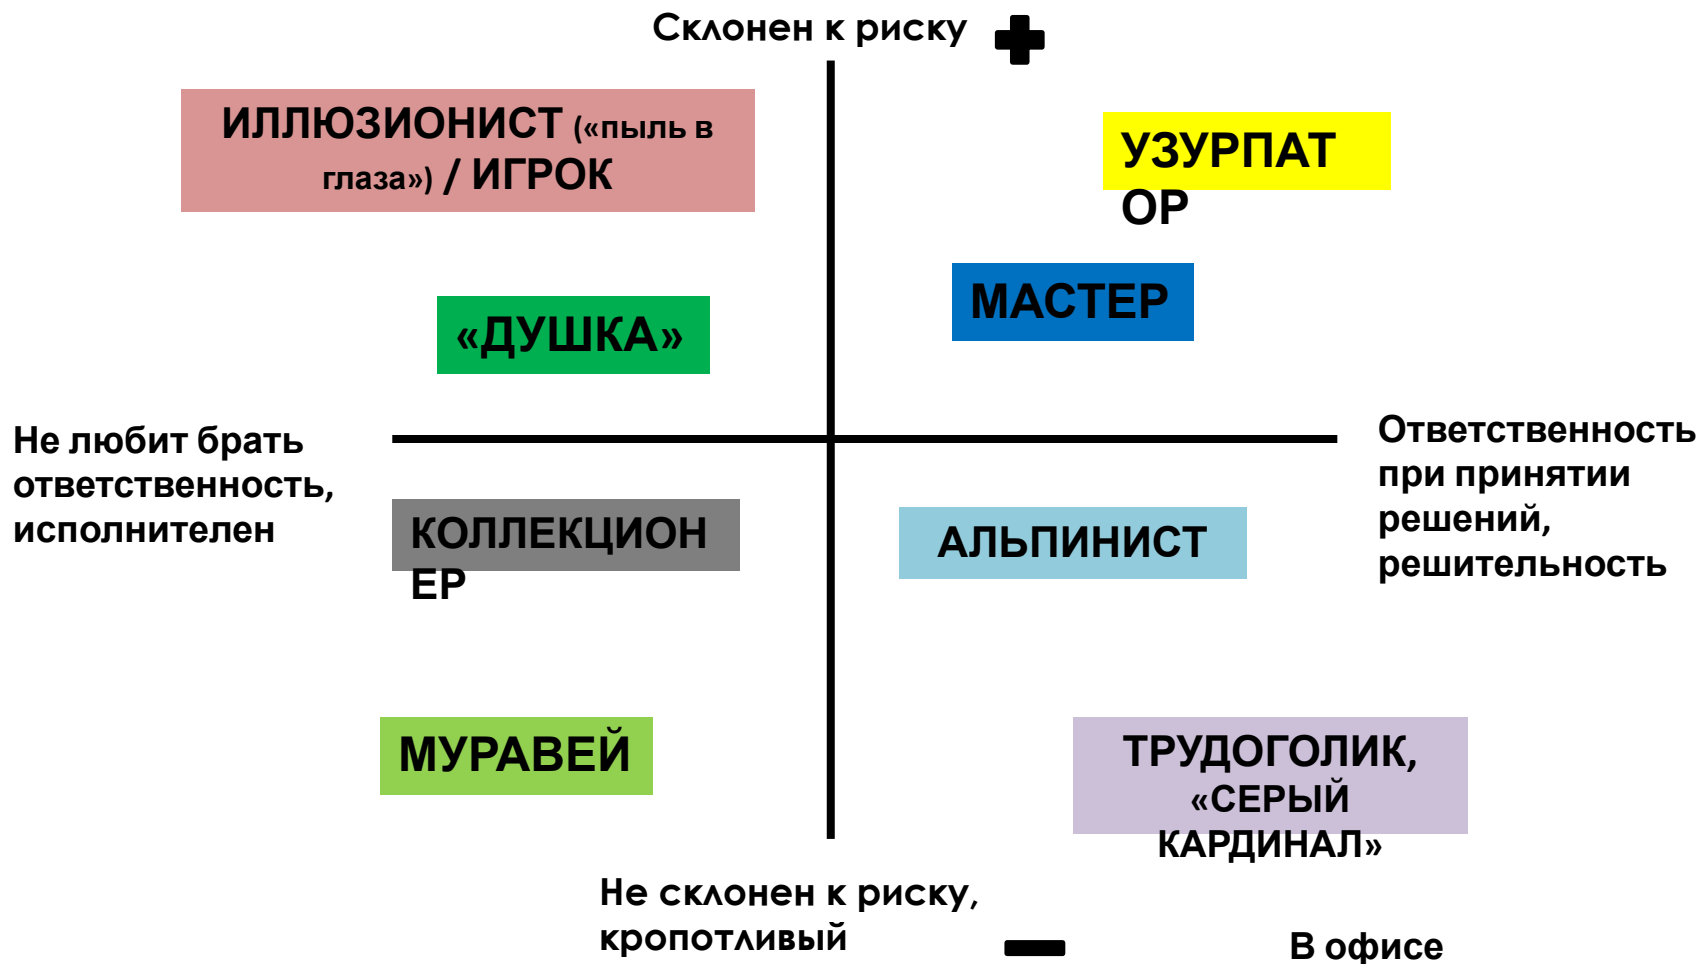 Склонен к риску
ИЛЛЮЗИОНИСТ («пыль в
глаза») / ИГРОК
УЗУРПАТ
ОР
МАСТЕР
«ДУШКА»
Не любит брать
ответственность,
исполнителен
Ответственность
при принятии
решений,
решительность
КОЛЛЕКЦИОН
ЕР
АЛЬПИНИСТ
МУРАВЕЙ
ТРУДОГОЛИК,
«СЕРЫЙ
КАРДИНАЛ»
Не склонен к риску,
кропотливый
В офисе